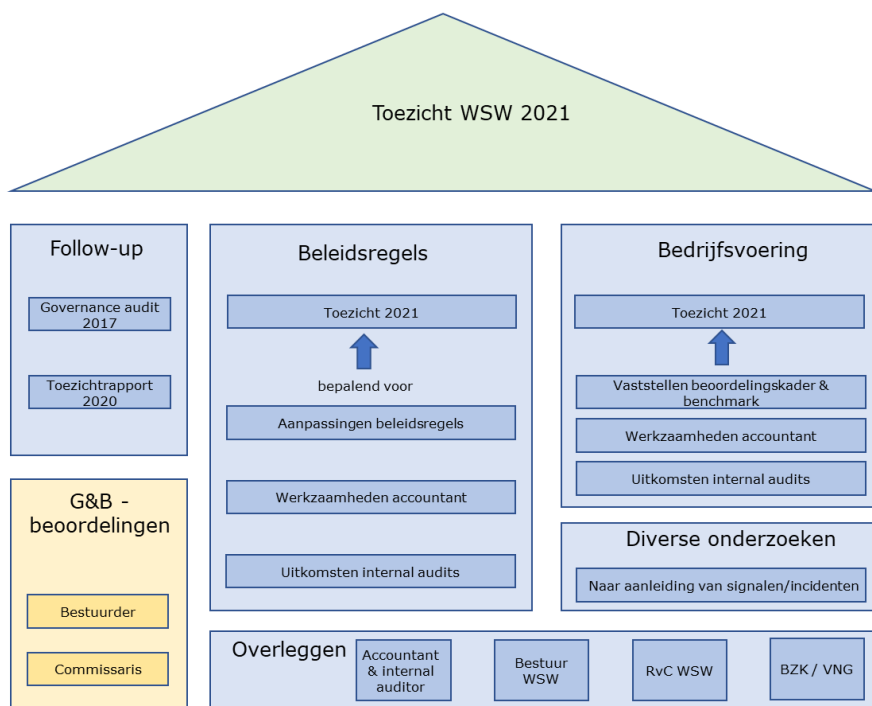 Toezicht WSW 2021
Follow-up
Governance audit
2017
Toezichtrapport
2020
G&B -
beoordelingen
Bestuurder
Commissaris
Beleidsregels
Toezicht 2021
bepalend voor
Aanpassingen beleidsregels
Werkzaamheden accountant
Uitkomsten internal audits
Bedrijfsvoering
Toezicht 2021
Vaststellen beoordelingskader &
benchmark
Werkzaamheden accountant
Uitkomsten internal audits
Diverse onderzoeken
Naar aanleiding van signalen/incidenten
Overleggen
Accountant
& internal
auditor
Bestuur
WSW
RvC WSW
BZK / VNG